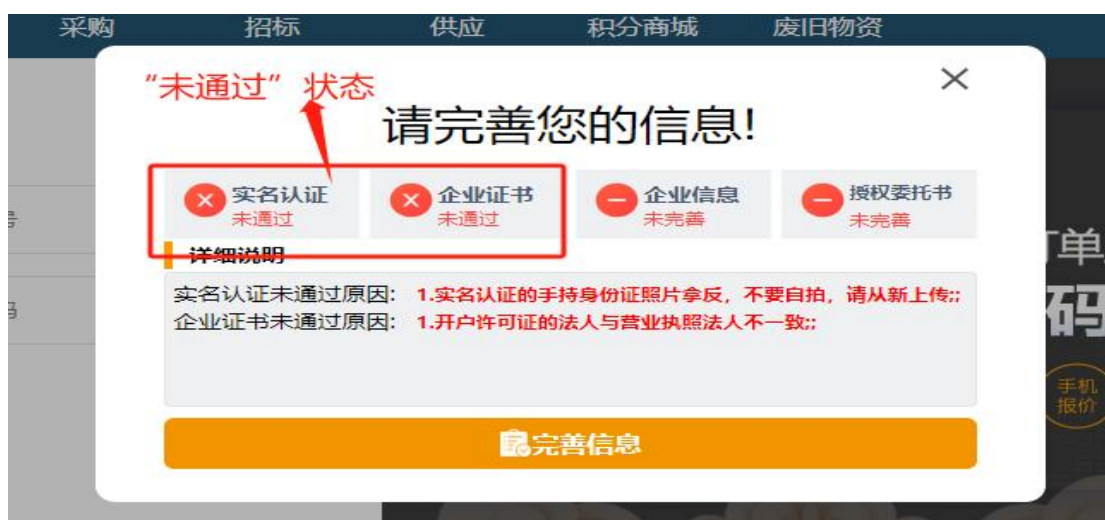 采购 招标 供应 积分商城 废旧物资
“未通过”状态
请完善您的信息!
实名认证 企业证书 企业信息 授权委托书
未通过 未通过 未完善 未完善
详细说明
实名认证未通过原因: 1.实名认证的手持身份证照片拿反，不要自拍，请从新上传;;
企业证书未通过原因: 1.开户许可证的法人与营业执照法人不一致;;
完善信息
单
码
手机
报价